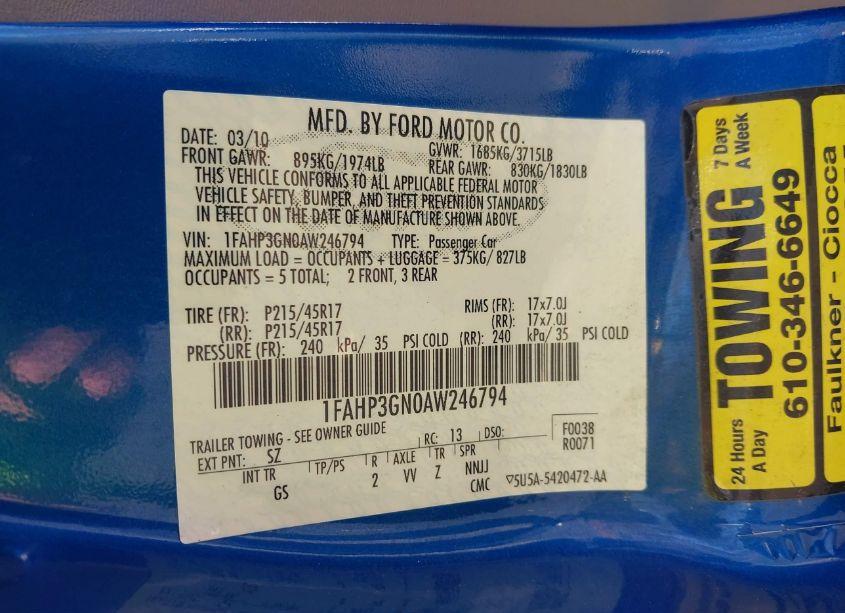 MFD. BY FORD MOTOR CO.
DATE: 03/10 GVWR: 1685KG/3715LB
FRONT GAWR: 895KG/1974LB REAR GAWR: 830KG/1830LB
THIS VEHICLE CONFORMS TO ALL APPLICABLE FEDERAL MOTOR
VEHICLE SAFETY, BUMPER, AND THEFT PREVENTION STANDARDS
IN EFFECT ON THE DATE OF MANUFACTURE SHOWN ABOVE.
VIN: 1FAHP3GN0AW246794 TYPE: Passenger Car
MAXIMUM LOAD = OCCUPANTS + LUGGAGE = 375KG/ 827LB
OCCUPANTS = 5 TOTAL; 2 FRONT, 3 REAR
TIRE (FR): P215/45R17 RIMS (FR): 17x7.0J
(RR): P215/45R17 (RR): 17x7.0J
PRESSURE (FR): 240 kPa/ 35 PSI COLD (RR): 240 kPa/ 35 PSI COLD
1FAHP3GN0AW246794
TRAILER TOWING - SEE OWNER GUIDE
F0038
R0071
EXT PNT: SZ RC: 13 DSO:
INT TR TP/PS R AXLE TR SPR
GS 2 VV Z NNJJ
CMC 5U5A-5420472-AA
24 Hours
A Day
TOWING
7 Days
A Week
610-346-6649
Faulkner - Ciocca